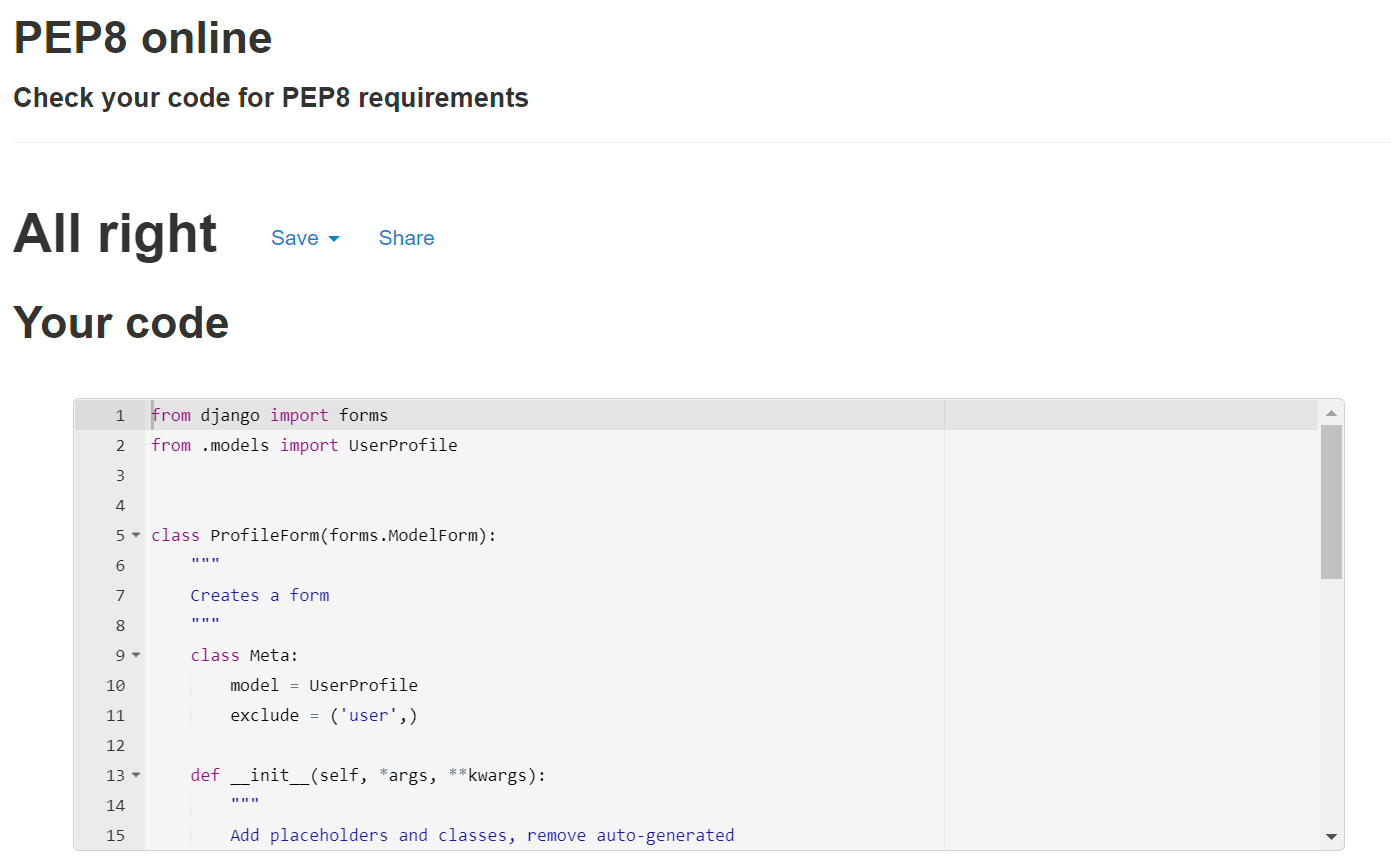 PEP8 online
Check your code for PEP8 requirements
All right Save Share
Your code
1 from django import forms
2 from .models import UserProfile
3
4
5 class ProfileForm(forms.ModelForm):
6     """
7     Creates a form
8     """
9     class Meta:
10         model = UserProfile
11         exclude = ('user',)
12
13     def __init__(self, *args, **kwargs):
14         """
15         Add placeholders and classes, remove auto-generated